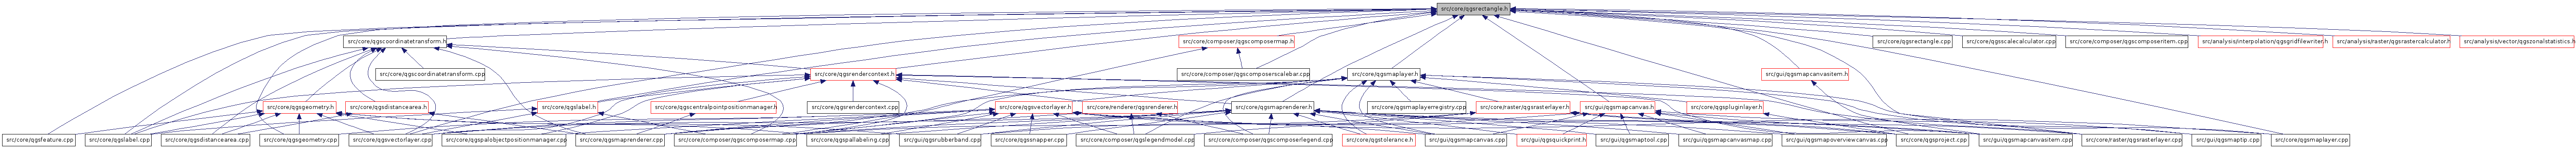 src/core/qgsrectangle.h
src/core/qgscoordinatetransform.h
src/core/composer/qgscomposermap.h
src/core/qgsrectangle.cpp
src/core/qgsscalecalculator.cpp
src/core/composer/qgscomposeritem.cpp
src/analysis/interpolation/qgsgridfilewriter.h
src/analysis/raster/qgsrastercalculator.h
src/analysis/vector/qgszonalstatistics.h
src/core/qgscoordinatetransform.cpp
src/core/qgsrendercontext.h
src/core/composer/qgscomposerscalebar.cpp
src/core/qgsmaplayer.h
src/gui/qgsmapcanvasitem.h
src/core/qgsgeometry.h
src/core/qgsdistancearea.h
src/core/qgslabel.h
src/core/qgscentralpointpositionmanager.h
src/core/qgsrendercontext.cpp
src/core/qgsvectorlayer.h
src/core/renderer/qgsrenderer.h
src/core/qgsmaprenderer.h
src/core/qgsmaplayerregistry.cpp
src/core/raster/qgsrasterlayer.h
src/gui/qgsmapcanvas.h
src/core/qgspluginlayer.h
src/core/qgsfeature.cpp
src/core/qgslabel.cpp
src/core/qgsdistancearea.cpp
src/core/qgsgeometry.cpp
src/core/qgsvectorlayer.cpp
src/core/qgspalobjectpositionmanager.cpp
src/core/qgsmaprenderer.cpp
src/core/composer/qgscomposermap.cpp
src/core/qgspallabeling.cpp
src/gui/qgsrubberband.cpp
src/core/qgssnapper.cpp
src/core/composer/qgslegendmodel.cpp
src/core/composer/qgscomposerlegend.cpp
src/core/qgstolerance.h
src/gui/qgsmapcanvas.cpp
src/gui/qgsquickprint.h
src/gui/qgsmaptool.cpp
src/gui/qgsmapcanvasmap.cpp
src/gui/qgsmapoverviewcanvas.cpp
src/core/qgsproject.cpp
src/gui/qgsmapcanvasitem.cpp
src/core/raster/qgsrasterlayer.cpp
src/gui/qgsmaptip.cpp
src/core/qgsmaplayer.cpp